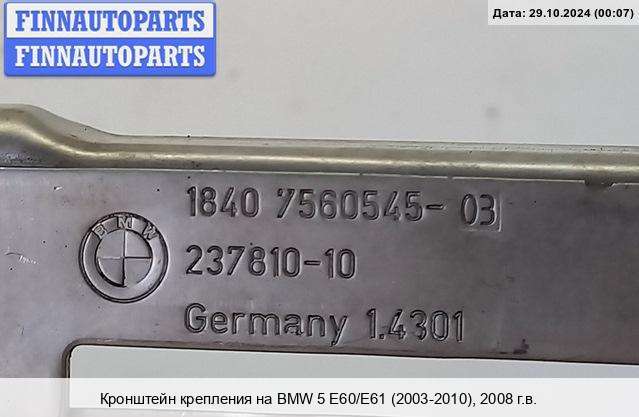 FINNAUTOPARTS
FINNAUTOPARTS
Дата: 29.10.2024 (00:07)
1840 7560545-03
BMW
237810-10
Germany 1.4301
Кронштейн крепления на BMW 5 E60/E61 (2003-2010), 2008 г.в.